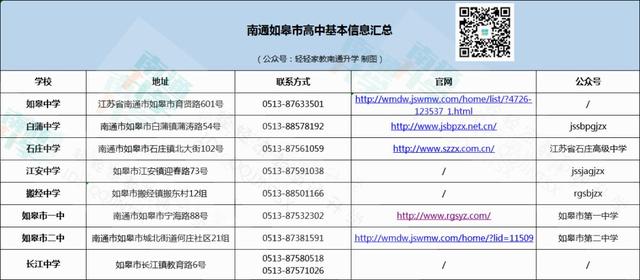 南通如皋市高中基本信息汇总
（公众号：轻轻家教南通升学 制图）
学校 地址 联系方式 官网 公众号
如皋中学 江苏省南通市如皋市育贤路601号 0513-87633501 http://wmdw.jswmw.com/home/list/?4726-123537_1.html /
白蒲中学 南通市如皋市白蒲镇蒲涛路54号 0513-88578192 http://www.jsbpzx.net.cn/ jssbpgjzx
石庄中学 南通市如皋市石庄镇北大街102号 0513-87561059 http://www.szzx.com.cn/ 江苏省石庄高级中学
江安中学 如皋市江安镇迎春路73号 0513-87591038 / jssjagjzx
搬经中学 如皋市搬经镇搬东村12组 0513-88501166 / rgsbjzx
如皋市一中 南通市如皋市宁海路88号 0513-87532302 http://www.rgsyz.com/ 如皋市第一中学
如皋市二中 南通市如皋市城北街道何庄社区21组 0513-87381591 http://wmdw.jswmw.com/home/?lid=11509 如皋市第二中学
长江中学 如皋市长江镇教育路6号 0513-87580518 / /
0513-87571026